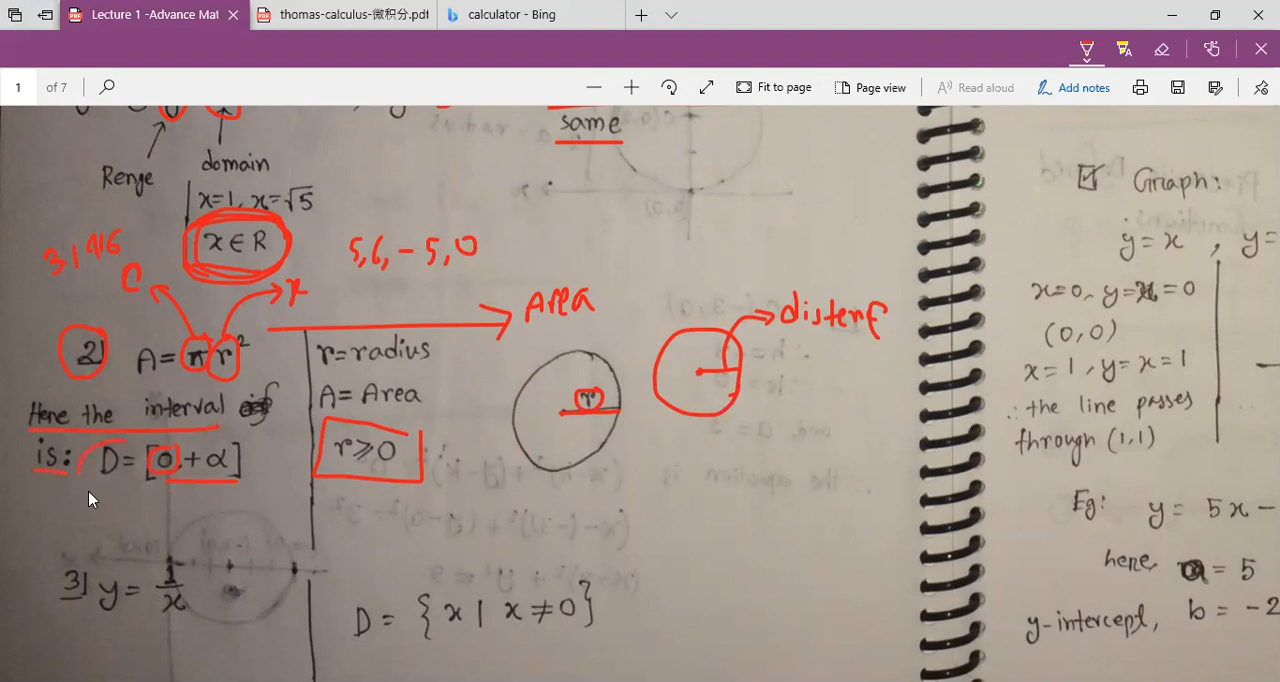 Lecture 1 -Advance Mat
thomas-calculus-微积分.pdf
calculator - Bing
1 of 7
Fit to page
Page view
Read aloud
Add notes
same
Renge
domain
x=1, x=√5
x ∈ R
5,6,-5,0
3.1416
C
x
Area
distenf
2) A = πr²
r=radius
A= Area
r≥0
Here the interval
is: D= [0 + α]
3) y = 1/x
D = { x | x ≠ 0 }
Graph:
y = x , y=
x=0, y= x = 0
(0,0)
x = 1, y = 1
∴ the line passes
through (1,1)
Eg: y = 5x -
here, a = 5
y-intercept, b = -2